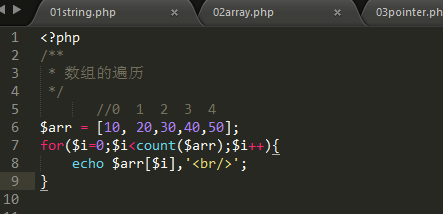 01string.php × 02array.php × 03pointer.php
1 <?php
2 /**
3 * 数组的遍历
4 */
5 //0 1 2 3 4
6 $arr = [10, 20,30,40,50];
7 for($i=0;$i<count($arr);$i++){
8 echo $arr[$i],'<br/>';
9 }
10